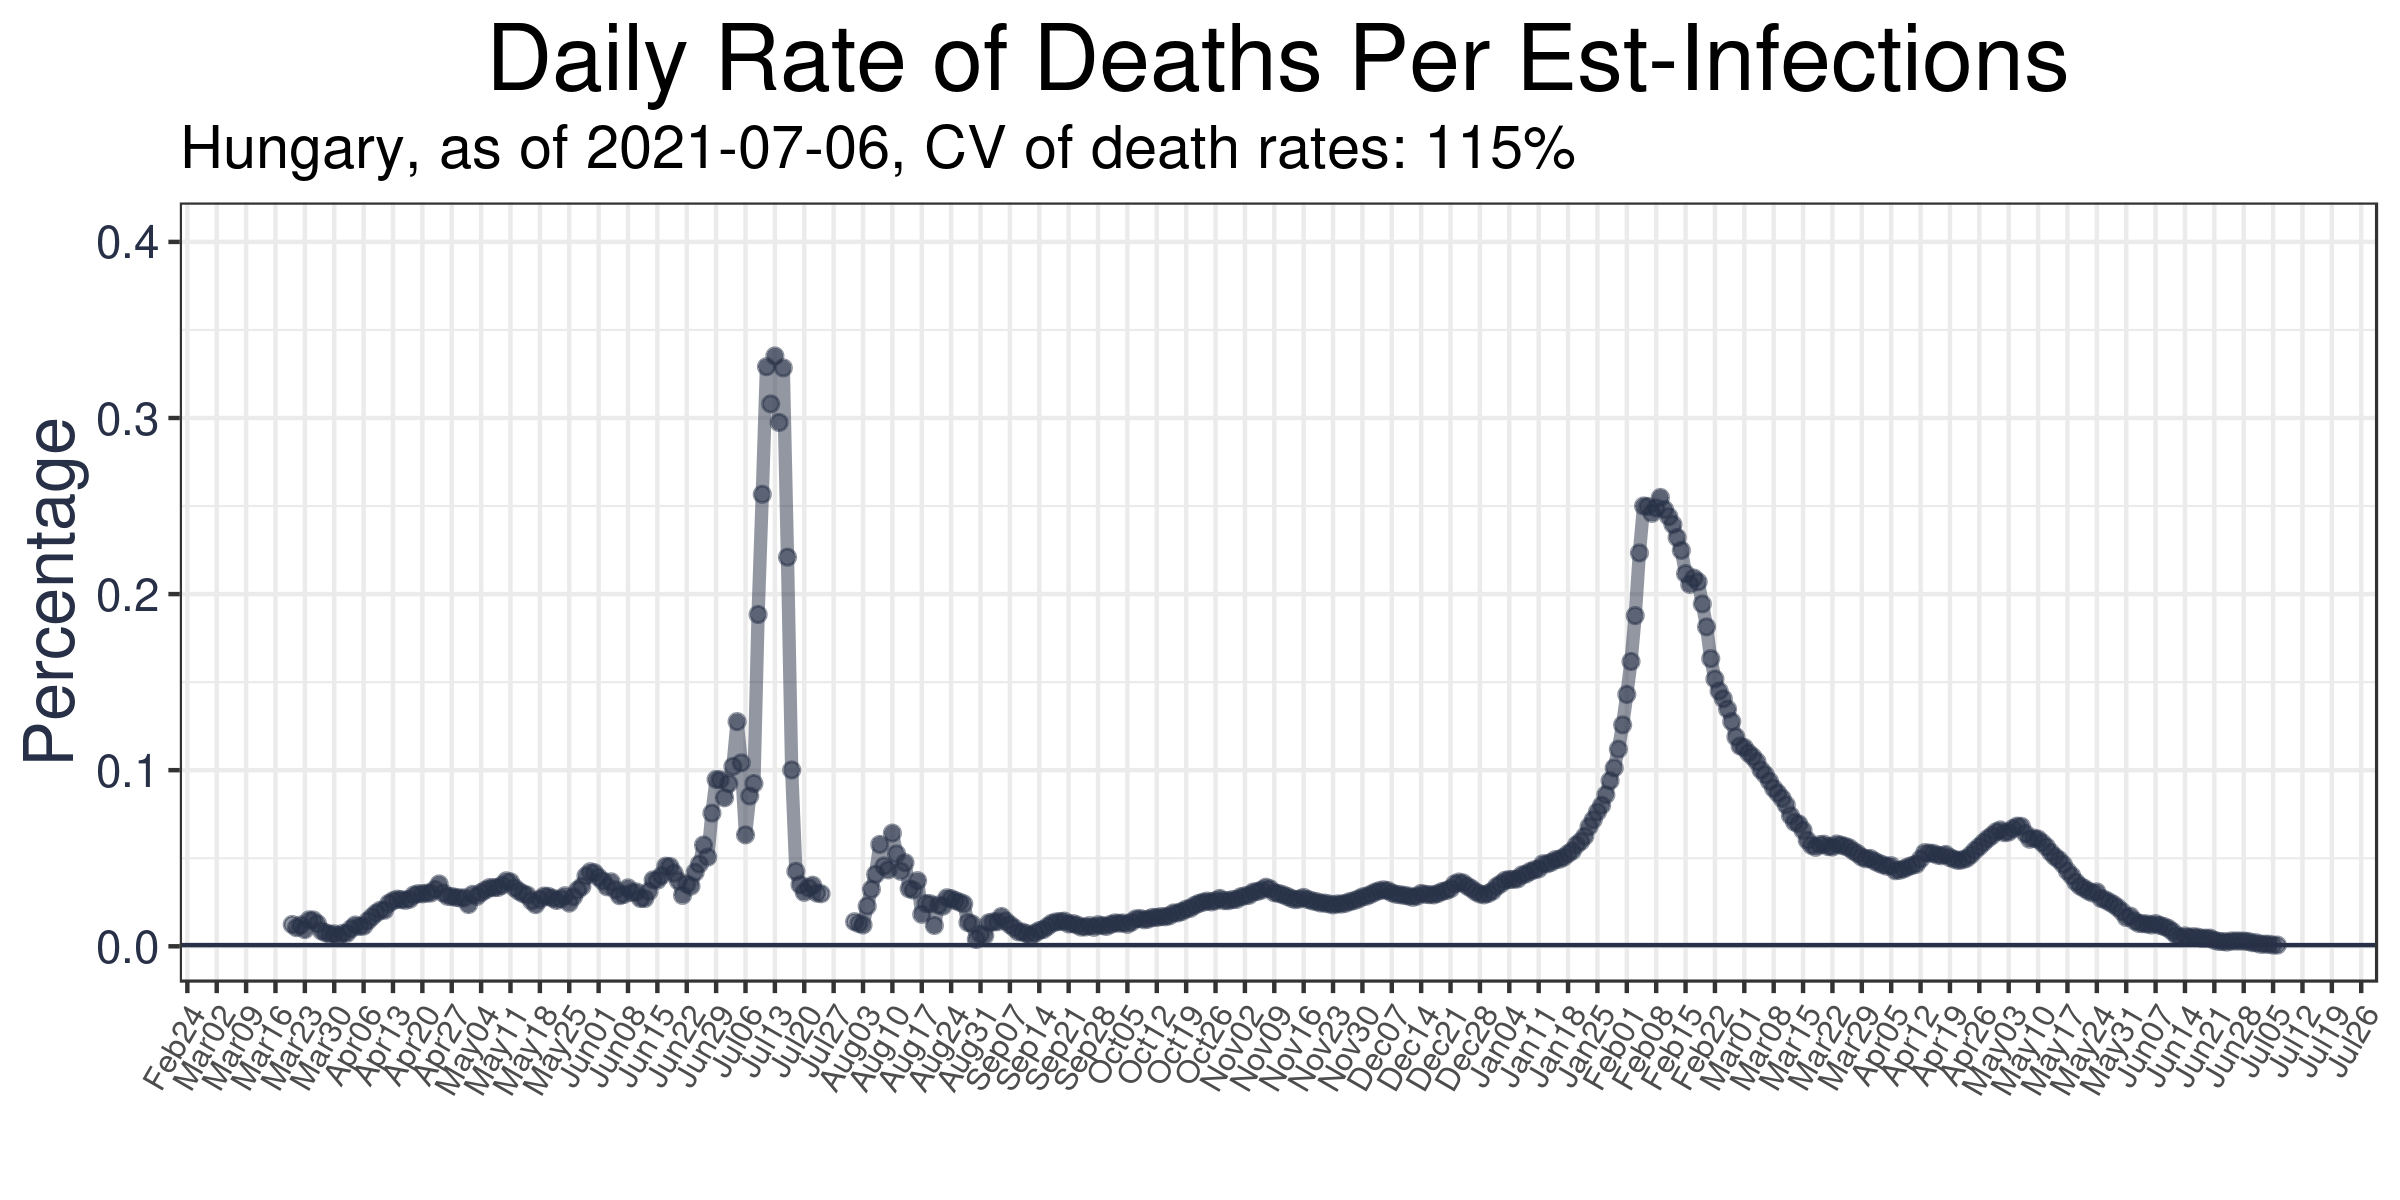 Daily Rate of Deaths Per Est-Infections
Hungary, as of 2021-07-06, CV of death rates: 115%
Percentage
0.4
0.3
0.2
0.1
0.0
Feb24
Mar02
Mar09
Mar16
Mar23
Mar30
Apr06
Apr13
Apr20
Apr27
May04
May11
May18
May25
Jun01
Jun08
Jun15
Jun22
Jun29
Jul06
Jul13
Jul20
Jul27
Aug03
Aug10
Aug17
Aug24
Aug31
Sep07
Sep14
Sep21
Sep28
Oct05
Oct12
Oct19
Oct26
Nov02
Nov09
Nov16
Nov23
Nov30
Dec07
Dec14
Dec21
Dec28
Jan04
Jan11
Jan18
Jan25
Feb01
Feb08
Feb15
Feb22
Mar01
Mar08
Mar15
Mar22
Mar29
Apr05
Apr12
Apr19
Apr26
May03
May10
May17
May24
May31
Jun07
Jun14
Jun21
Jun28
Jul05
Jul12
Jul19
Jul26